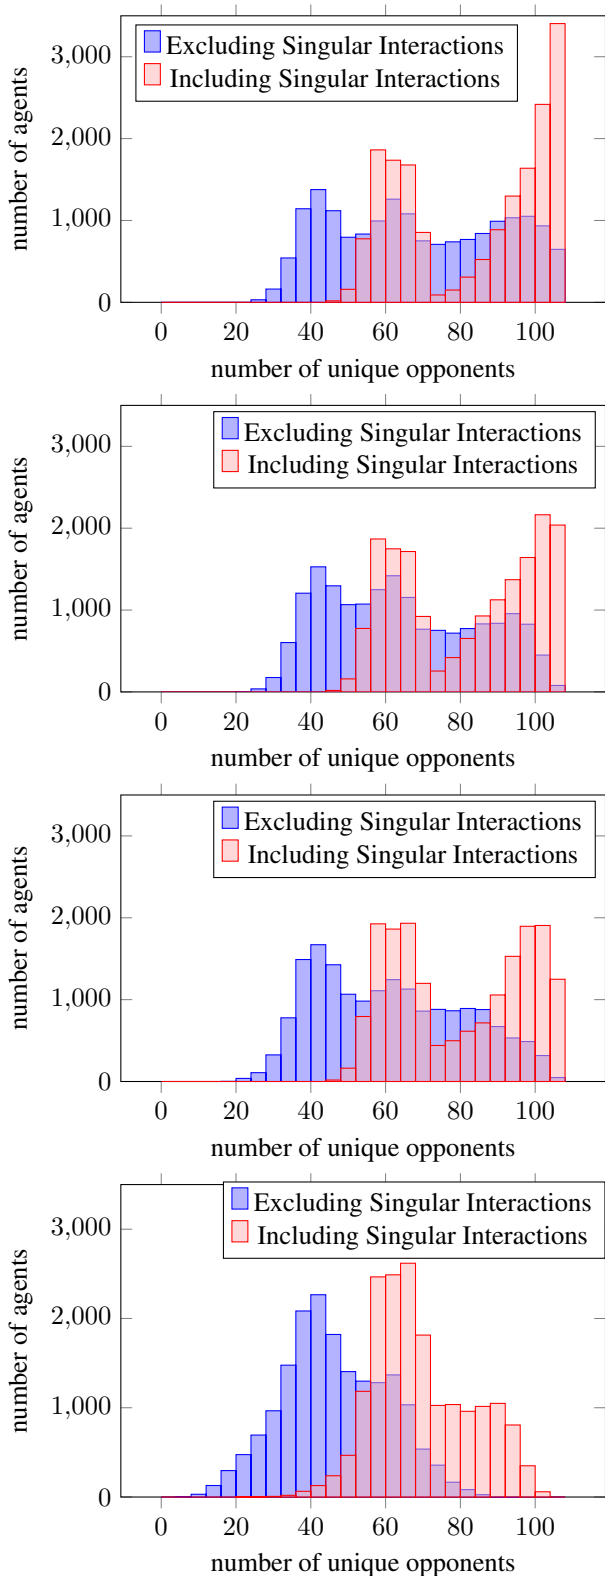 3,000
2,000
1,000
0
number of agents
Excluding Singular Interactions
Including Singular Interactions
0 20 40 60 80 100
number of unique opponents
3,000
2,000
1,000
0
number of agents
Excluding Singular Interactions
Including Singular Interactions
0 20 40 60 80 100
number of unique opponents
3,000
2,000
1,000
0
number of agents
Excluding Singular Interactions
Including Singular Interactions
0 20 40 60 80 100
number of unique opponents
3,000
2,000
1,000
0
number of agents
Excluding Singular Interactions
Including Singular Interactions
0 20 40 60 80 100
number of unique opponents